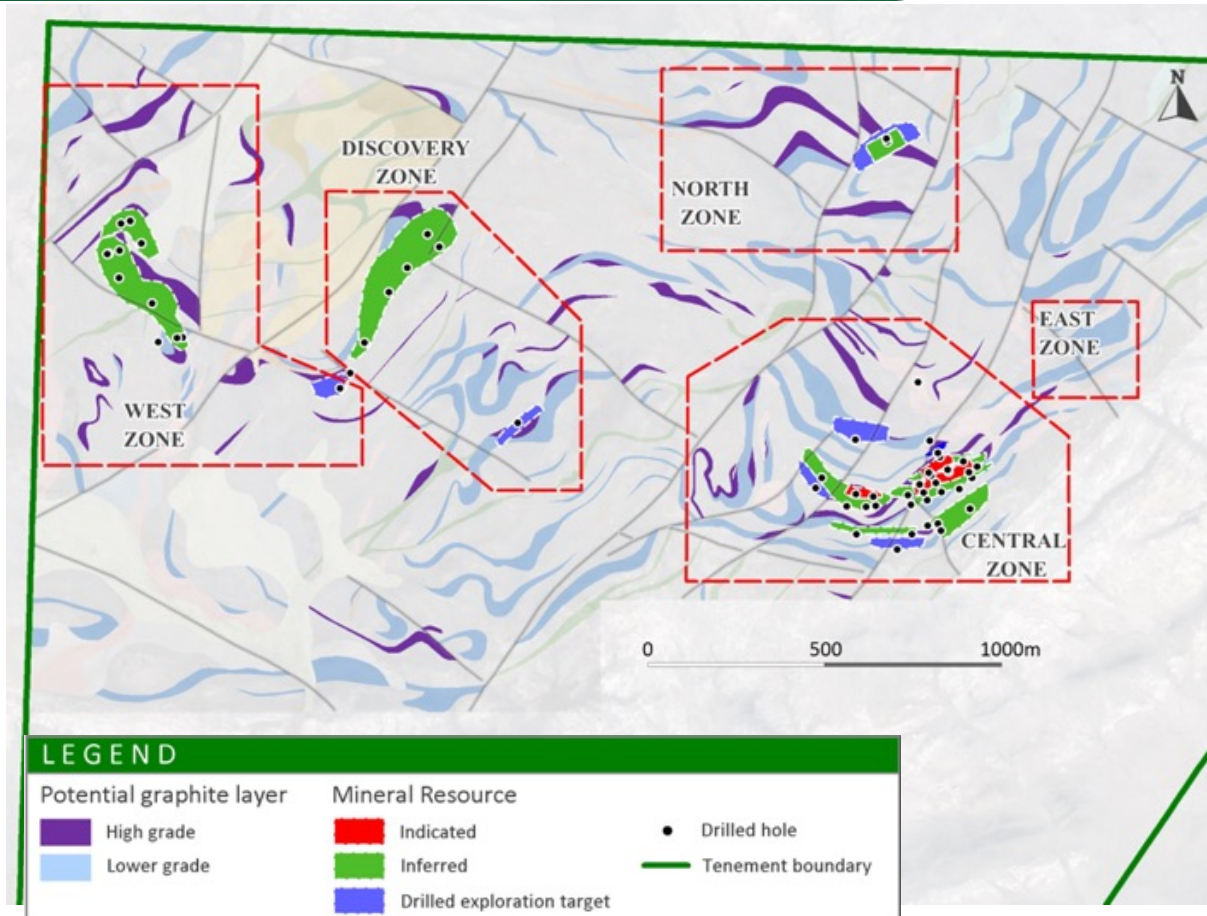 N
DISCOVERY
ZONE
NORTH
ZONE
EAST
ZONE
WEST
ZONE
CENTRAL
ZONE
0 500 1000m
LEGEND
Potential graphite layer
High grade
Lower grade
Mineral Resource
Indicated
Inferred
Drilled exploration target
Drilled hole
Tenement boundary